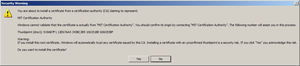 Security Warning
You are about to install a certificate from a certification authority (CA) claiming to represent:
MIT Certification Authority
Windows cannot validate that the certificate is actually from "MIT Certification Authority". You should confirm its origin by contacting "MIT Certification Authority". The following number will assist you in this process:
Thumbprint (sha1):
Warning:
If you install this root certificate, Windows will automatically trust any certificate issued by this CA. Installing a certificate with an unconfirmed thumbprint is a security risk. If you click "Yes" you acknowledge this risk.
Do you want to install this certificate?
Yes No